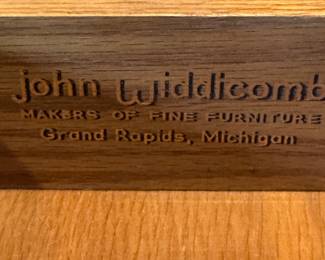 john Widdicomb
MAKERS OF FINE FURNITURE
Grand Rapids, Michigan